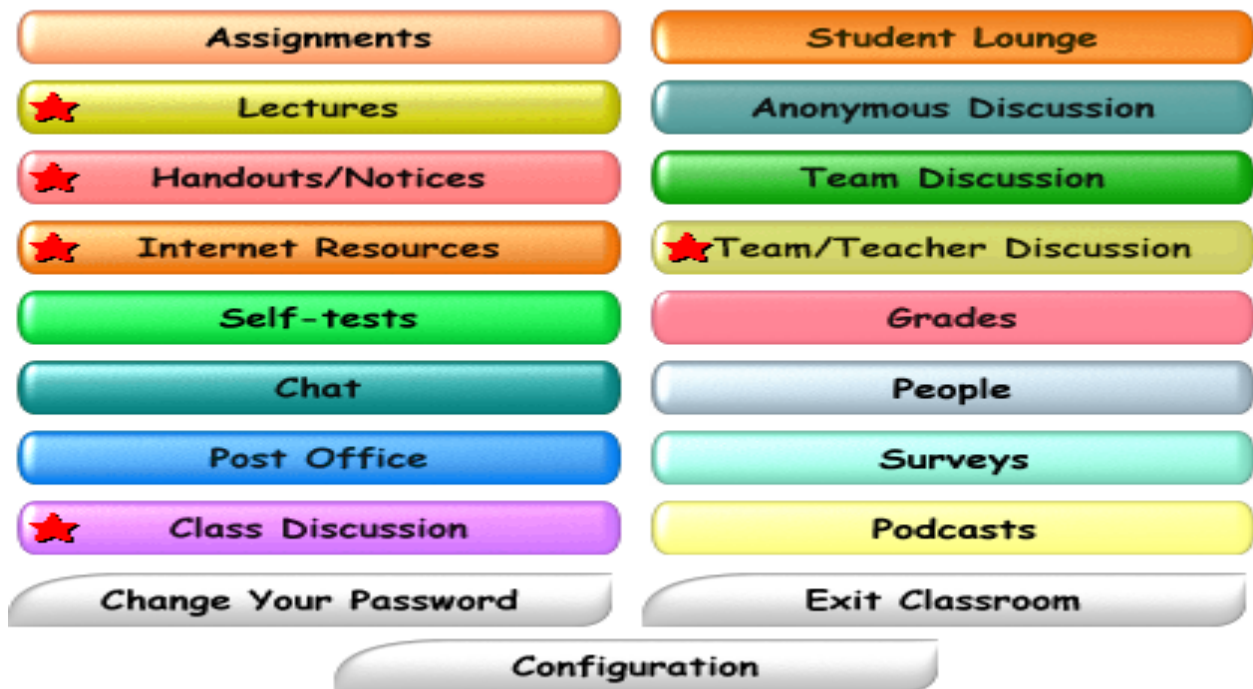 Assignments
Student Lounge
Lectures
Anonymous Discussion
Handouts/Notices
Team Discussion
Internet Resources
Team/Teacher Discussion
Self-tests
Grades
Chat
People
Post Office
Surveys
Class Discussion
Podcasts
Change Your Password
Exit Classroom
Configuration